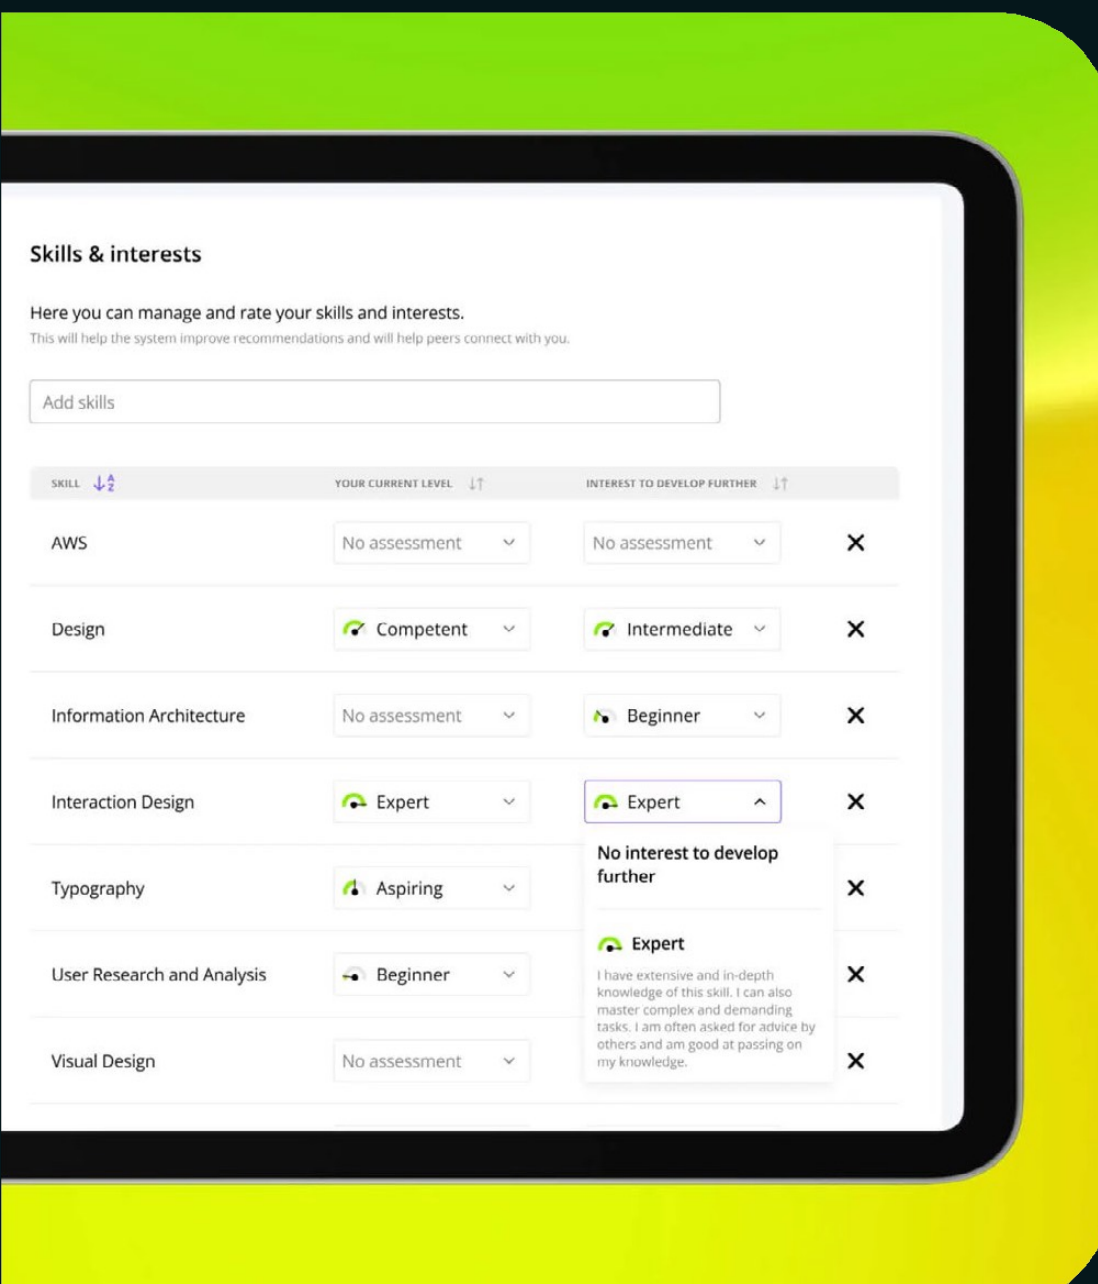 Skills & interests
Here you can manage and rate your skills and interests.
This will help the system improve recommendations and will help peers connect with you.
Add skills
SKILL AZ YOUR CURRENT LEVEL INTEREST TO DEVELOP FURTHER
AWS No assessment No assessment
Design Competent Intermediate
Information Architecture No assessment Beginner
Interaction Design Expert Expert
No interest to develop
further
Typography Aspiring
Expert
User Research and Analysis Beginner
I have extensive and in-depth
knowledge of this skill. I can also
master complex and demanding
tasks. I am often asked for advice by
others and am good at passing on
my knowledge.
Visual Design No assessment